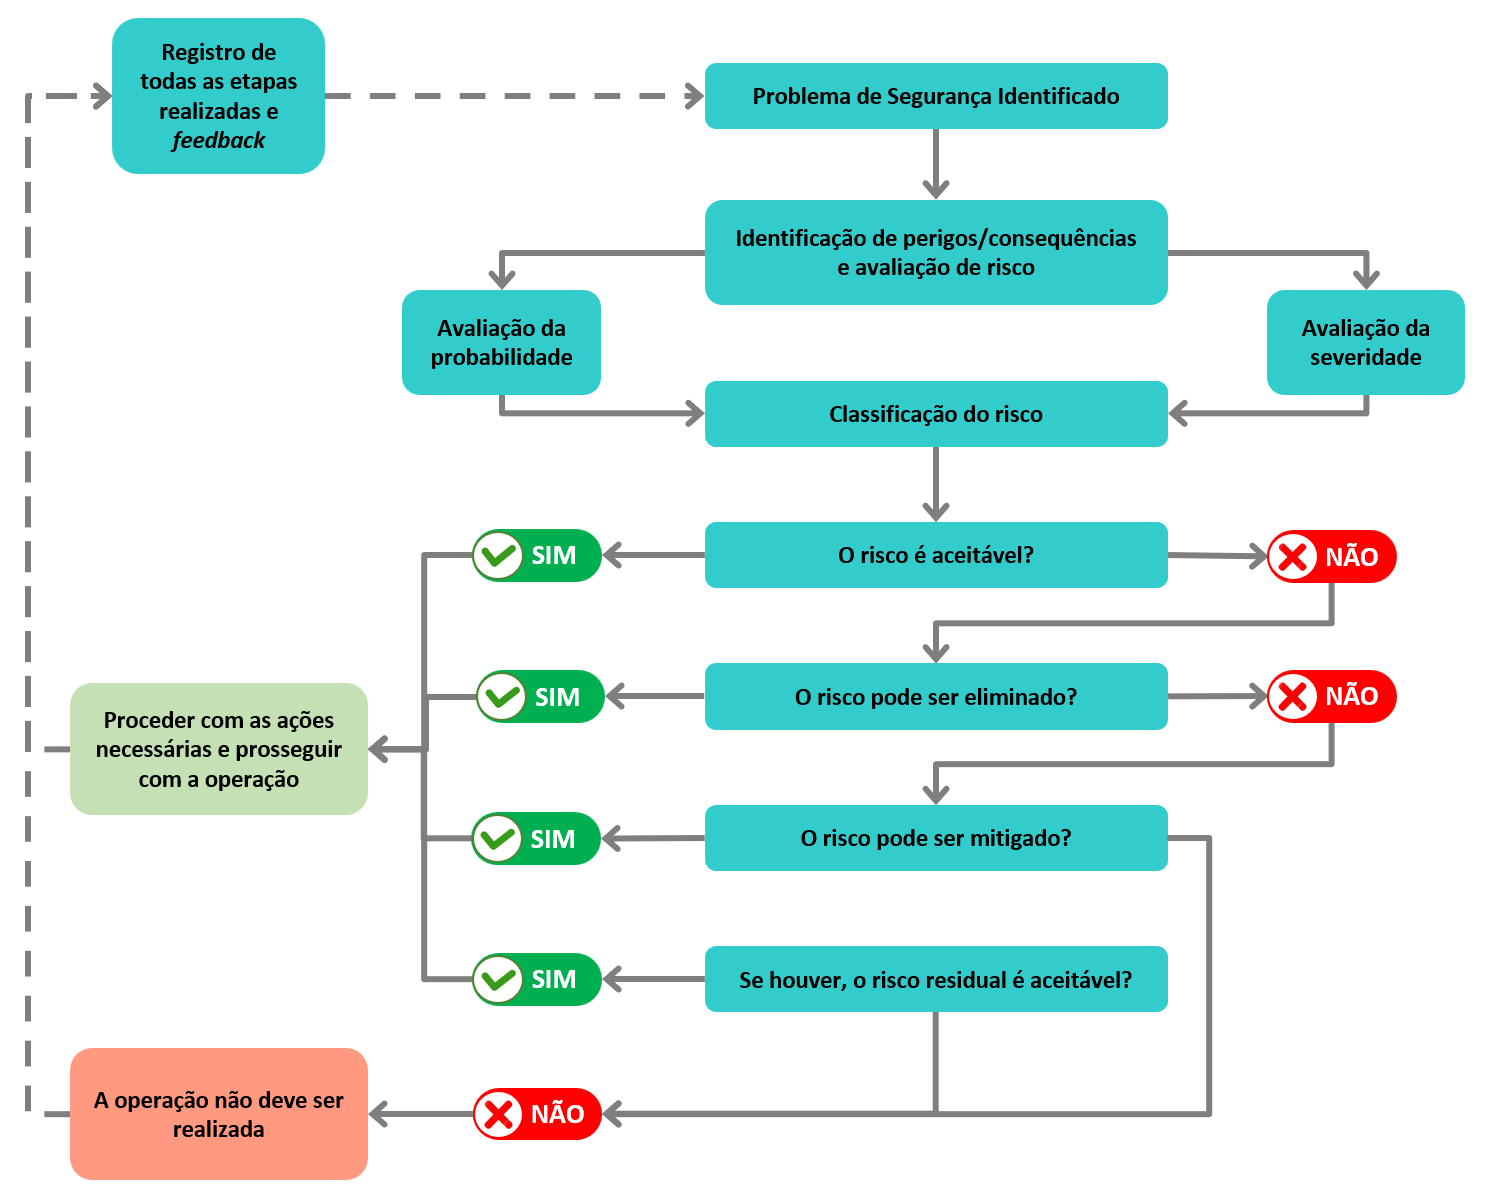 Registro de
todas as etapas
realizadas e
feedback
Problema de Segurança Identificado
Identificação de perigos/consequências
e avaliação de risco
Avaliação da
probabilidade
Avaliação da
severidade
Classificação do risco
SIM
O risco é aceitável?
NÃO
SIM
O risco pode ser eliminado?
NÃO
Proceder com as ações
necessárias e prosseguir
com a operação
SIM
O risco pode ser mitigado?
SIM
Se houver, o risco residual é aceitável?
A operação não deve ser
realizada
NÃO